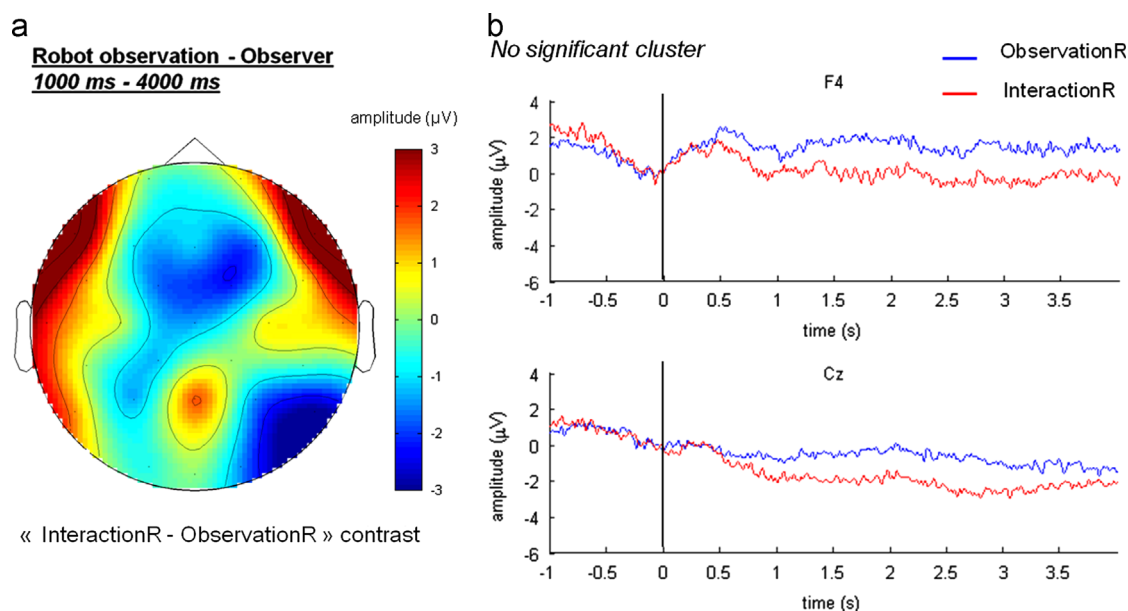 a
Robot observation - Observer
1000 ms - 4000 ms
amplitude (µV)
3
2
1
0
-1
-2
-3
« InteractionR - ObservationR » contrast
b
No significant cluster
ObservationR
InteractionR
F4
amplitude (µV)
4
2
0
-2
-4
-6
-1 -0.5 0 0.5 1 1.5 2 2.5 3 3.5
time (s)
Cz
amplitude (µV)
4
2
0
-2
-4
-6
-1 -0.5 0 0.5 1 1.5 2 2.5 3 3.5
time (s)